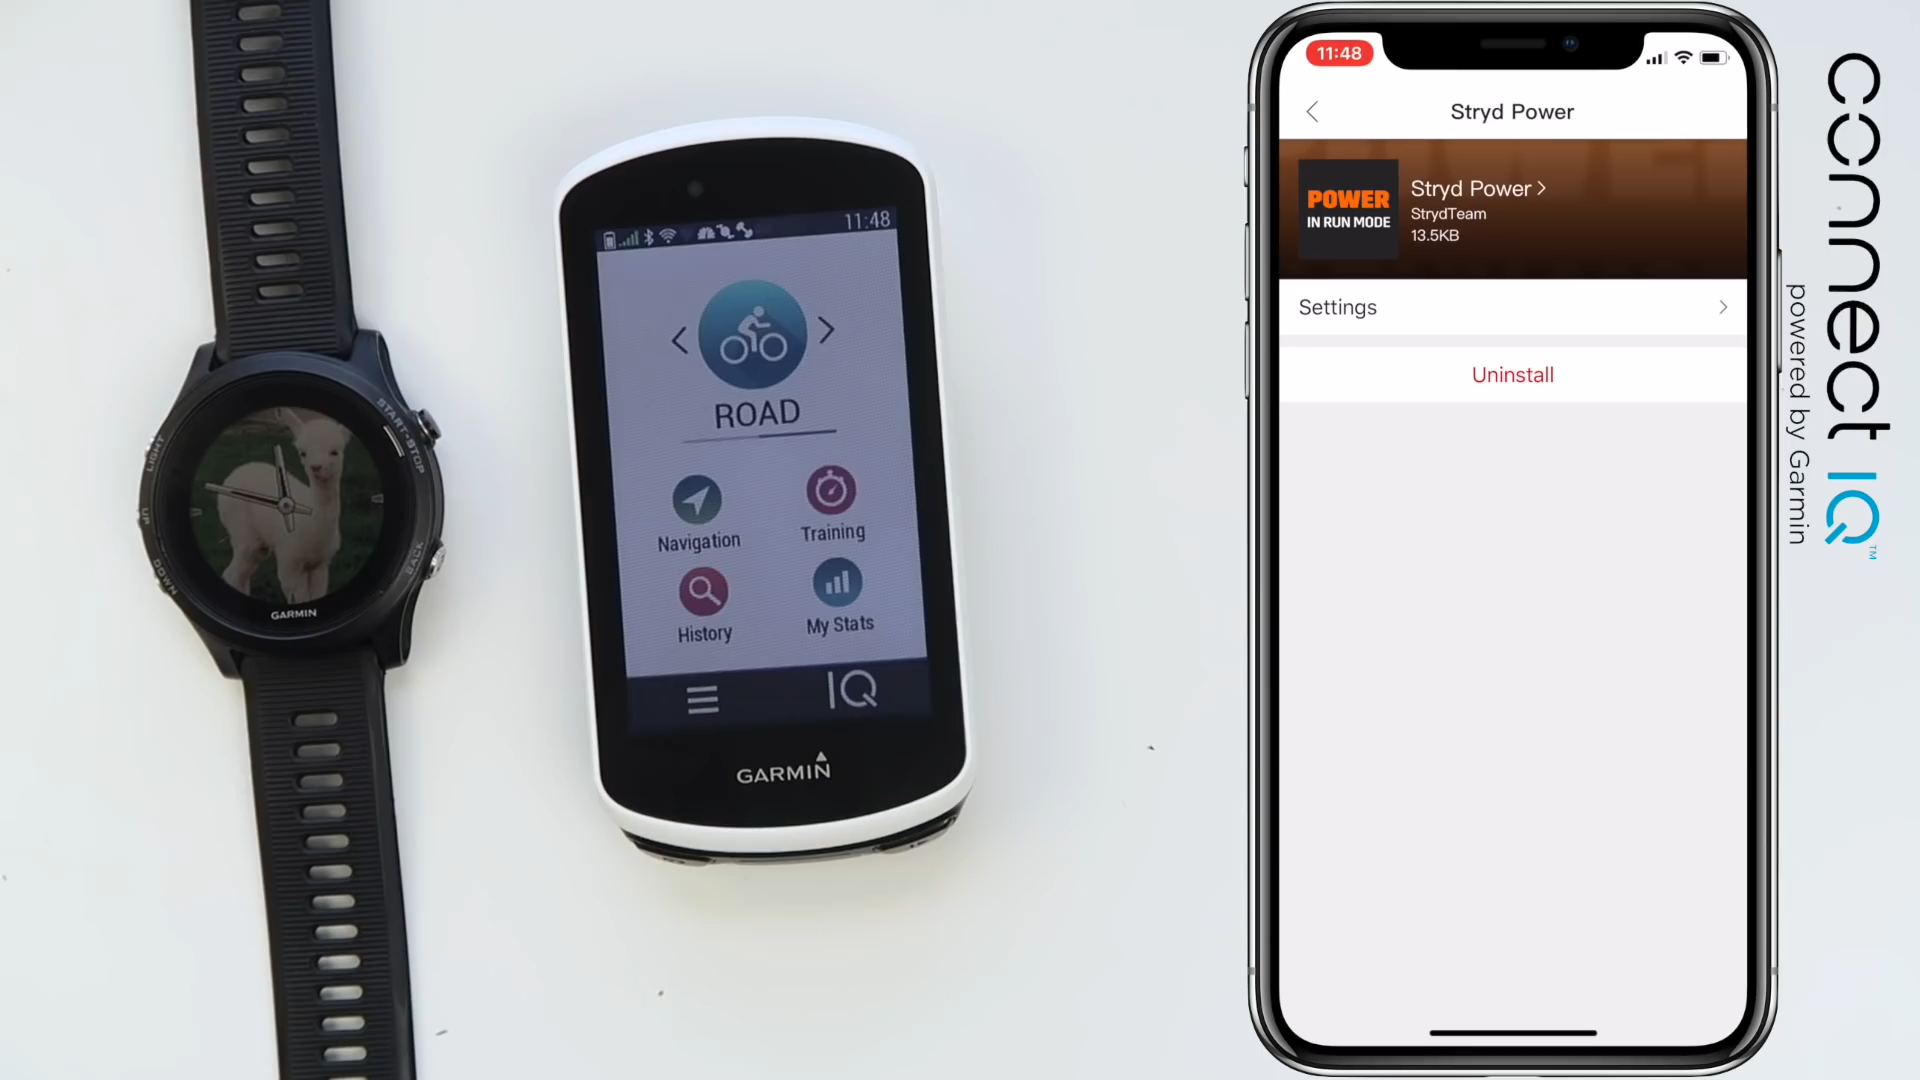 LIGHT
START-STOP
UP
DOWN
BACK
GARMIN
11:48
ROAD
Navigation
Training
History
My Stats
IQ
GARMIN
11:48
Stryd Power
POWER
IN RUN MODE
Stryd Power
StrydTeam
13.5KB
Settings
Uninstall
connect IQ™
powered by Garmin